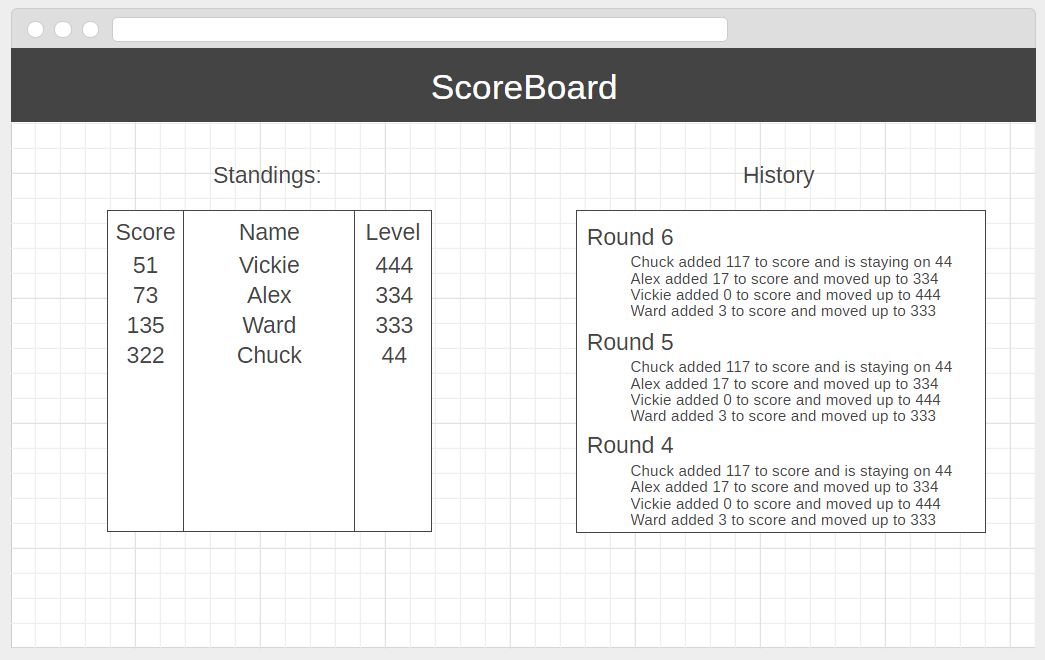 ScoreBoard
Standings:
Score Name Level
51 Vickie 444
73 Alex 334
135 Ward 333
322 Chuck 44
History
Round 6
Chuck added 117 to score and is staying on 44
Alex added 17 to score and moved up to 334
Vickie added 0 to score and moved up to 444
Ward added 3 to score and moved up to 333
Round 5
Chuck added 117 to score and is staying on 44
Alex added 17 to score and moved up to 334
Vickie added 0 to score and moved up to 444
Ward added 3 to score and moved up to 333
Round 4
Chuck added 117 to score and is staying on 44
Alex added 17 to score and moved up to 334
Vickie added 0 to score and moved up to 444
Ward added 3 to score and moved up to 333